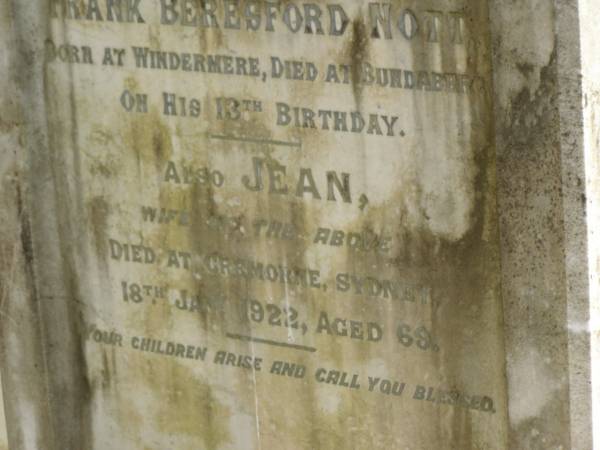 FRANK BERESFORD NOTT,
BORN AT WINDERMERE, DIED AT BUNDABERG
ON HIS 13TH BIRTHDAY.
ALSO JEAN,
WIFE OF THE ABOVE
DIED AT CREMORNE, SYDNEY,
18TH JAN 1922, AGED 69.
YOUR CHILDREN ARISE AND CALL YOU BLESSED.